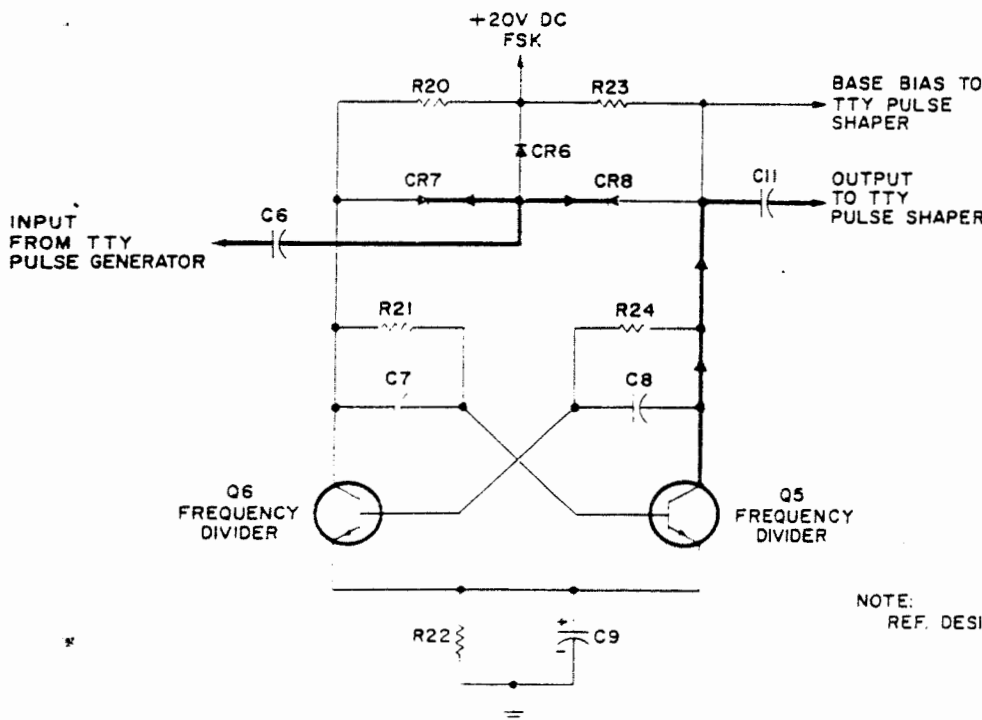 +20V DC
FSK
R20
R23
BASE BIAS TO
TTY PULSE
SHAPER
CR6
CR7
CR8
C11
OUTPUT
TO TTY
PULSE SHAPER
C6
INPUT
FROM TTY
PULSE GENERATOR
R21
R24
C7
C8
Q6
FREQUENCY
DIVIDER
Q5
FREQUENCY
DIVIDER
NOTE:
REF. DESI
R22
+
-
C9